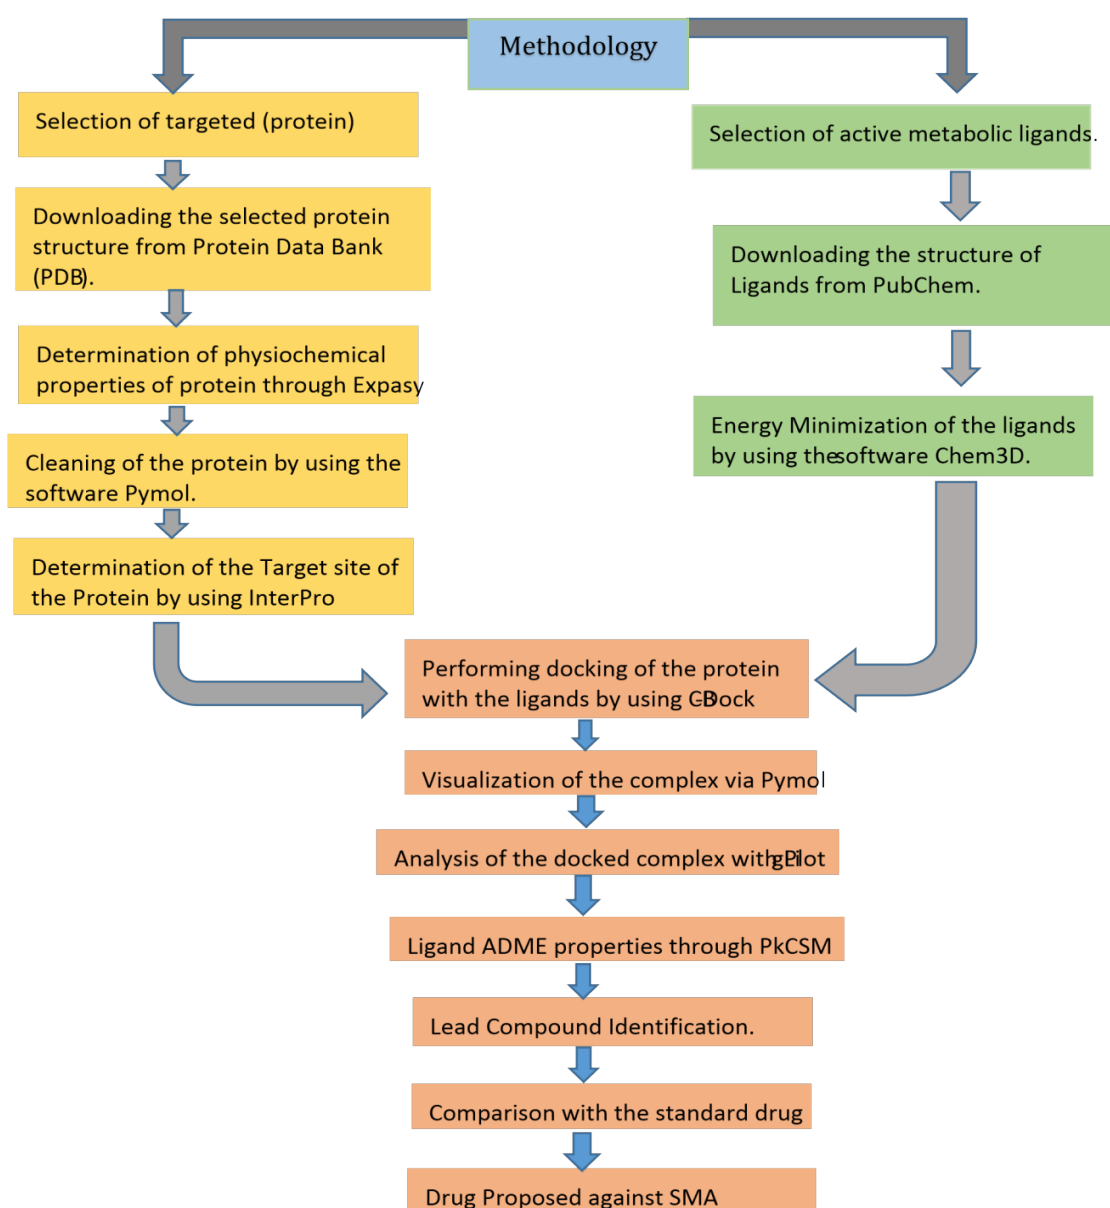 Methodology
Selection of targeted (protein)
Downloading the selected protein
structure from Protein Data Bank
(PDB).
Determination of physiochemical
properties of protein through Expasy
Cleaning of the protein by using the
software Pymol.
Determination of the Target site of
the Protein by using InterPro
Selection of active metabolic ligands.
Downloading the structure of
Ligands from PubChem.
Energy Minimization of the ligands
by using the software Chem3D.
Performing docking of the protein
with the ligands by using
Visualization of the complex via Pymol
Analysis of the docked complex with
Ligand ADME properties through PkCSM
Lead Compound Identification.
Comparison with the standard drug
Drug Proposed against SMA